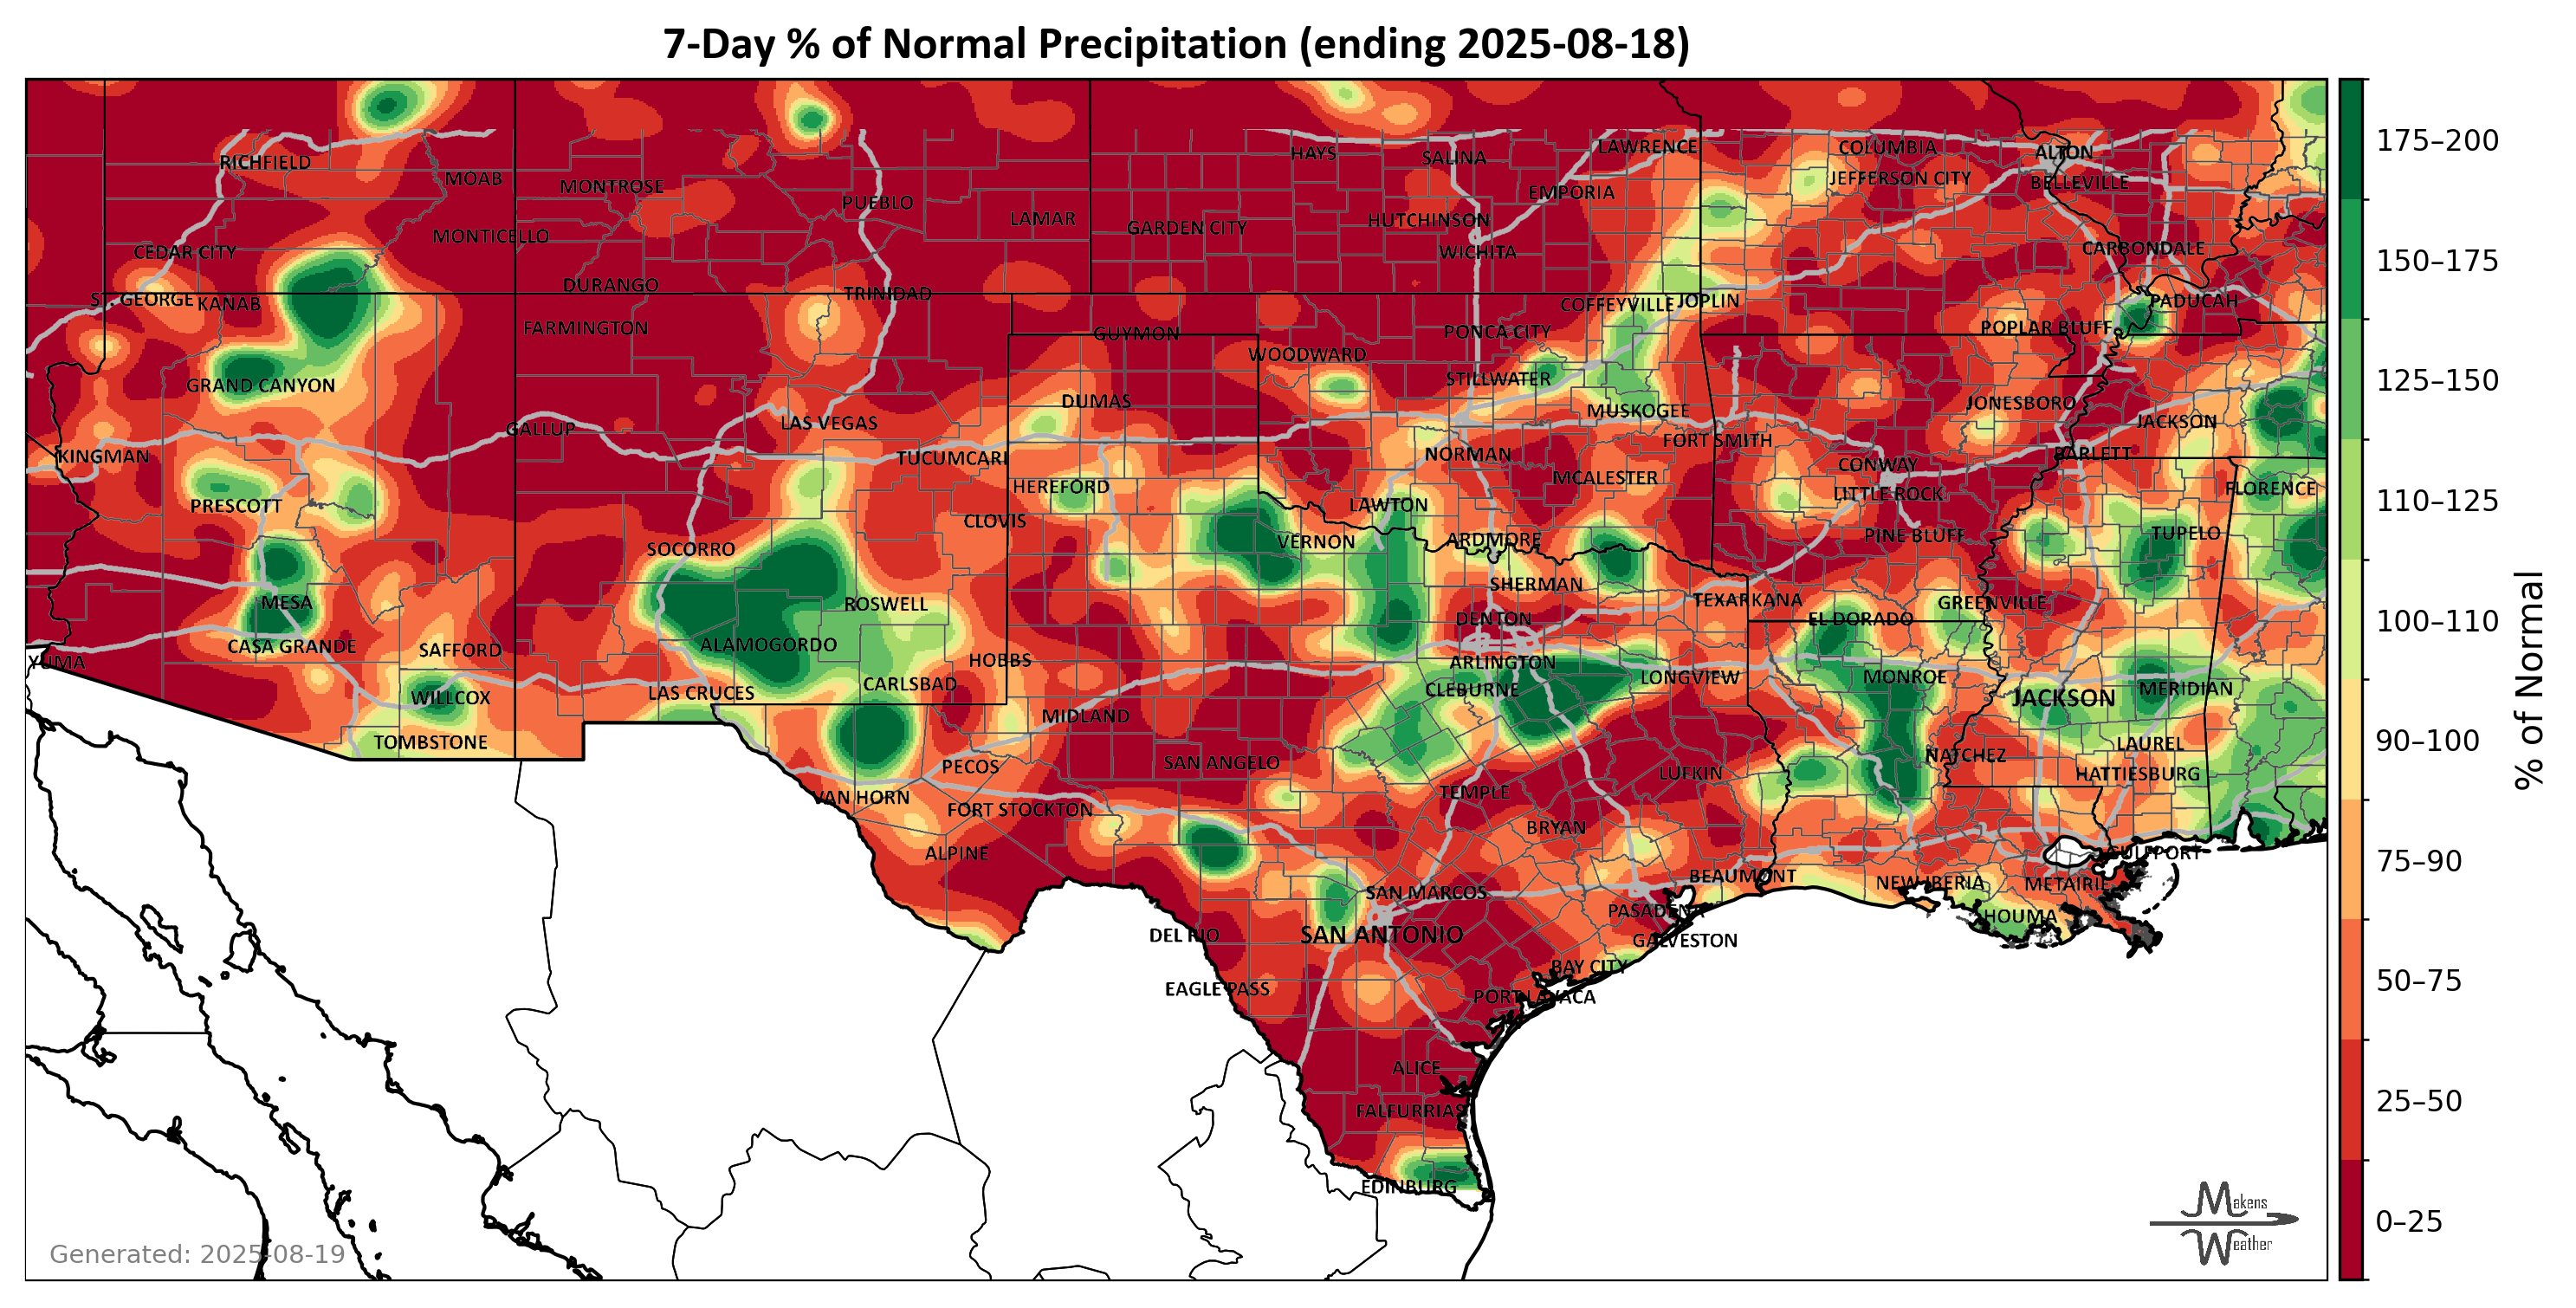 7-Day % of Normal Precipitation (ending 2025-08-18)
RICHFIELD
MOAB
MONTROSE
PUEBLO
LAMAR
HAYS
SALINA
LAWRENCE
COLUMBIA
ALTON
EMPORIA
JEFFERSON CITY
BELLEVILLE
CEDAR CITY
MONTICELLO
GARDEN CITY
HUTCHINSON
WICHITA
CARBONDALE
ST. GEORGE
KANAB
DURANGO
TRINIDAD
COFFEYVILLE
JOPLIN
PADUCAH
FARMINGTON
GUYMON
PONCA CITY
POPLAR BLUFF
WOODWARD
GRAND CANYON
DUMAS
STILLWATER
MUSKOGEE
JONESBORO
JACKSON
GALLUP
LAS VEGAS
FORT SMITH
KINGMAN
TUCUMCARI
NORMAN
CONWAY
BARLETT
PRESCOTT
HEREFORD
MCALESTER
LITTLE ROCK
FLORENCE
CLOVIS
LAWTON
SOCORRO
VERNON
ARDMORE
PINE BLUFF
TUPELO
MESA
ROSWELL
SHERMAN
TEXARKANA
GREENVILLE
DENTON
EL DORADO
CASA GRANDE
SAFFORD
ALAMOGORDO
YUMA
HOBBS
ARLINGTON
WILLCOX
LAS CRUCES
CARLSBAD
CLEBURNE
LONGVIEW
MONROE
JACKSON
MERIDIAN
TOMBSTONE
MIDLAND
LAUREL
PECOS
SAN ANGELO
LUFKIN
NATCHEZ
HATTIESBURG
VAN HORN
FORT STOCKTON
TEMPLE
BRYAN
ALPINE
GULFPORT
SAN MARCOS
BEAUMONT
NEW IBERIA
METAIRIE
PASADENA
HOUMA
DEL RIO
SAN ANTONIO
GALVESTON
BAY CITY
EAGLE PASS
PORT LAVACA
ALICE
FALFURRIAS
EDINBURG
175–200
150–175
125–150
110–125
100–110
90–100
75–90
50–75
25–50
0–25
% of Normal
Generated: 2025-08-19
Makens
Weather